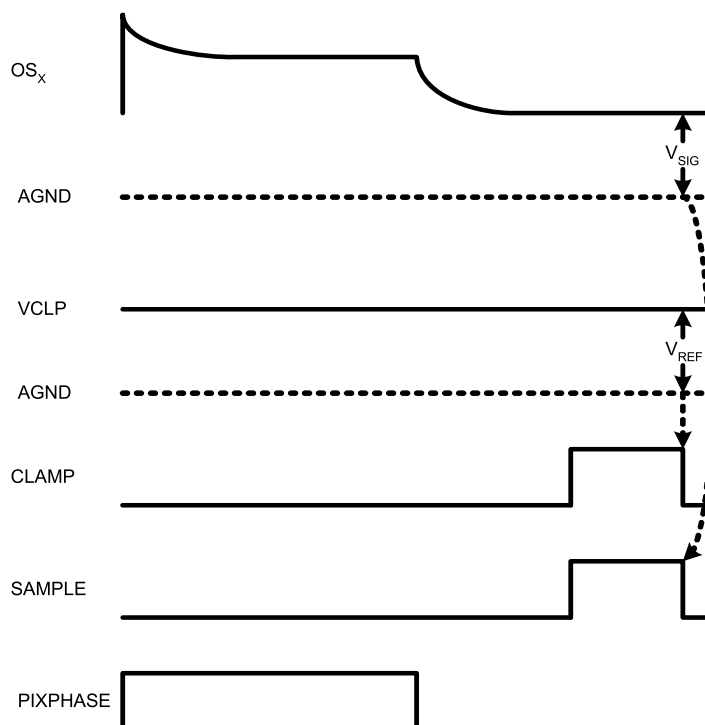 OSX
VSIG
AGND
VCLP
VREF
AGND
CLAMP
SAMPLE
PIXPHASE